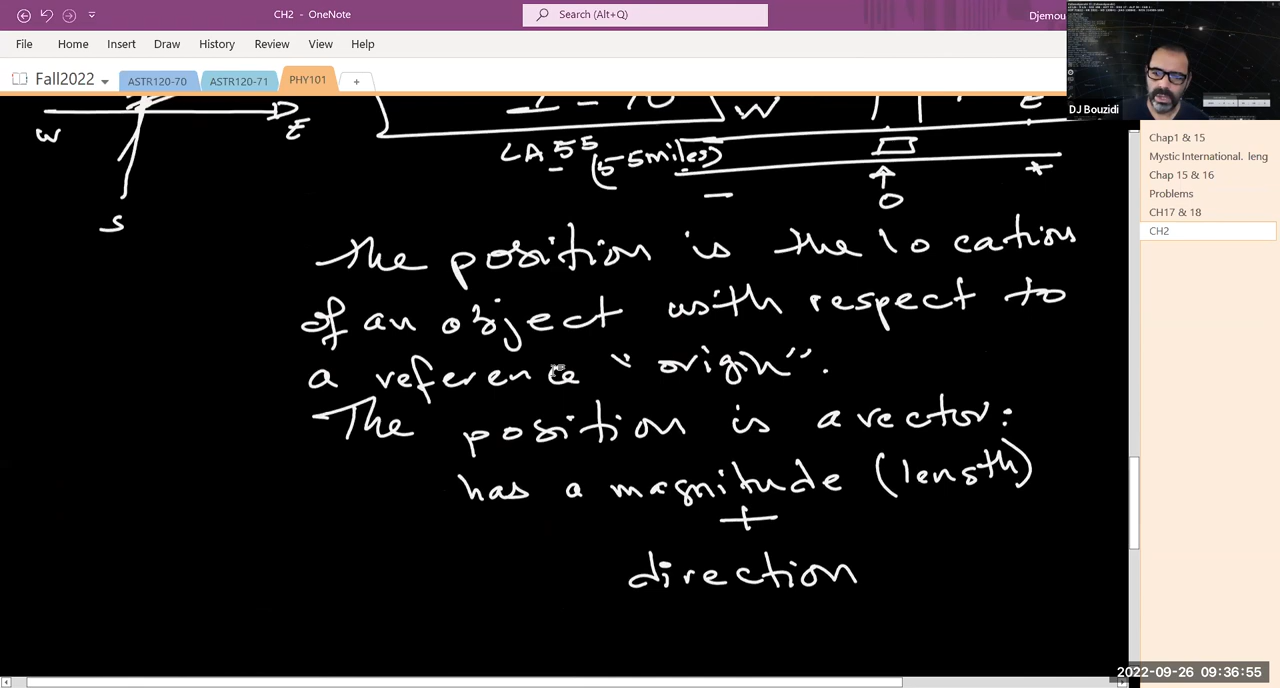 CH2 - OneNote
Search (Alt+Q)
Djemou
File Home Insert Draw History Review View Help
Fall2022 ASTR120-70 ASTR120-71 PHY101 +
DJ Bouzidi
Chap1 & 15
Mystic International. leng
Chap 15 & 16
Problems
CH17 & 18
CH2
W E S
W E
LA 55
(55 miles)
- 0 +
The position is the location
of an object with respect to
a reference "origin".
The position is a vector:
has a magnitude (length)
+
direction
2022-09-26 09:36:55